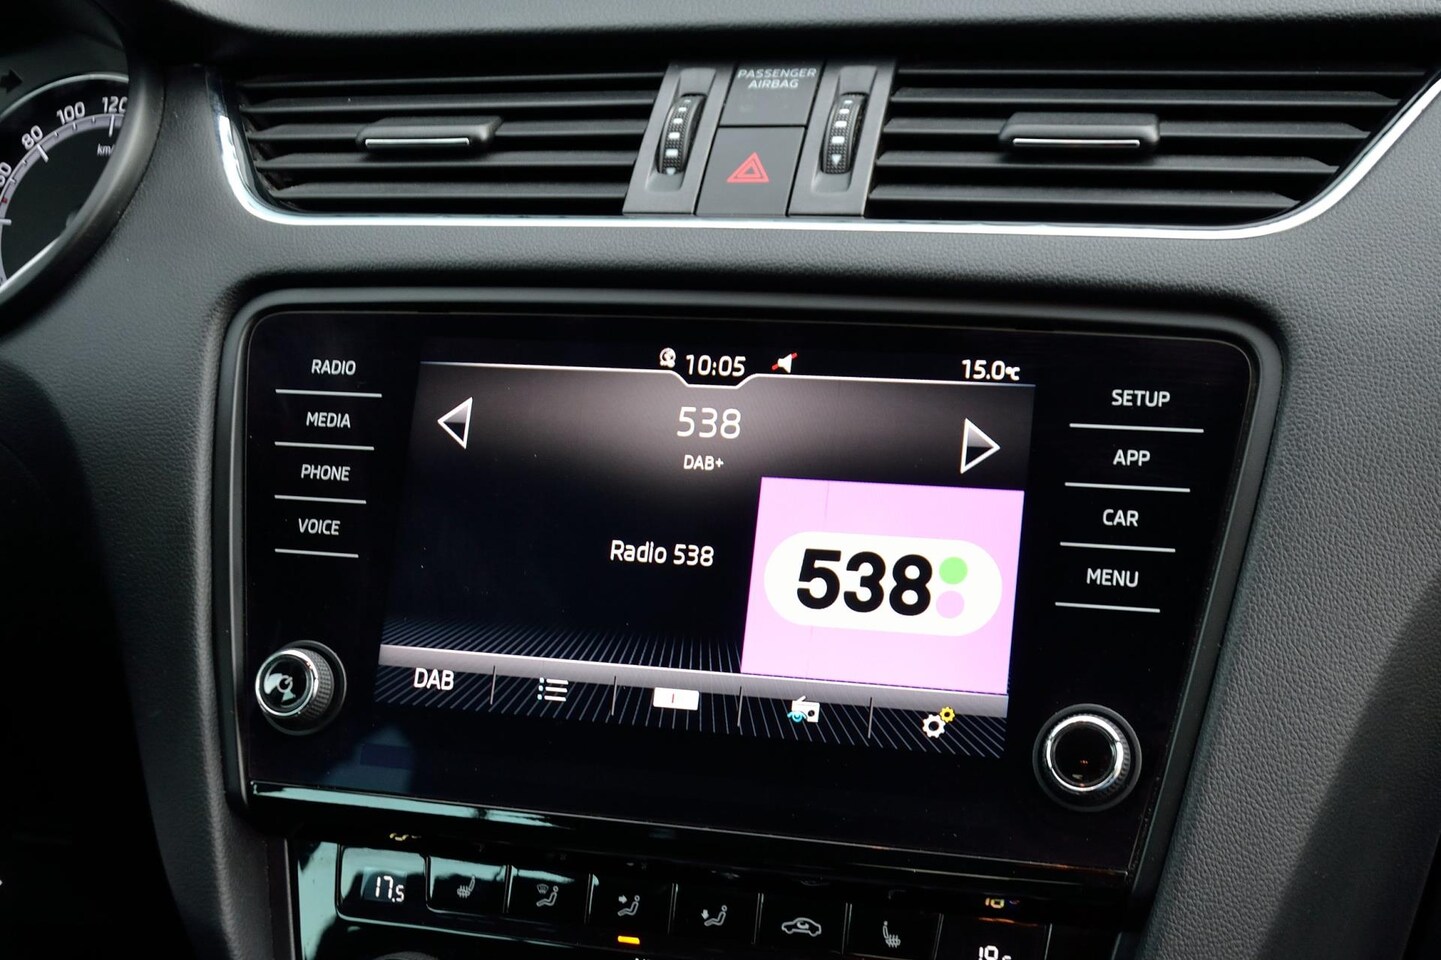 PASSENGER
AIRBAG
120
100
80
10:05
15.0°C
538
DAB+
Radio 538
538
RADIO
MEDIA
PHONE
VOICE
SETUP
APP
CAR
MENU
DAB
17.5